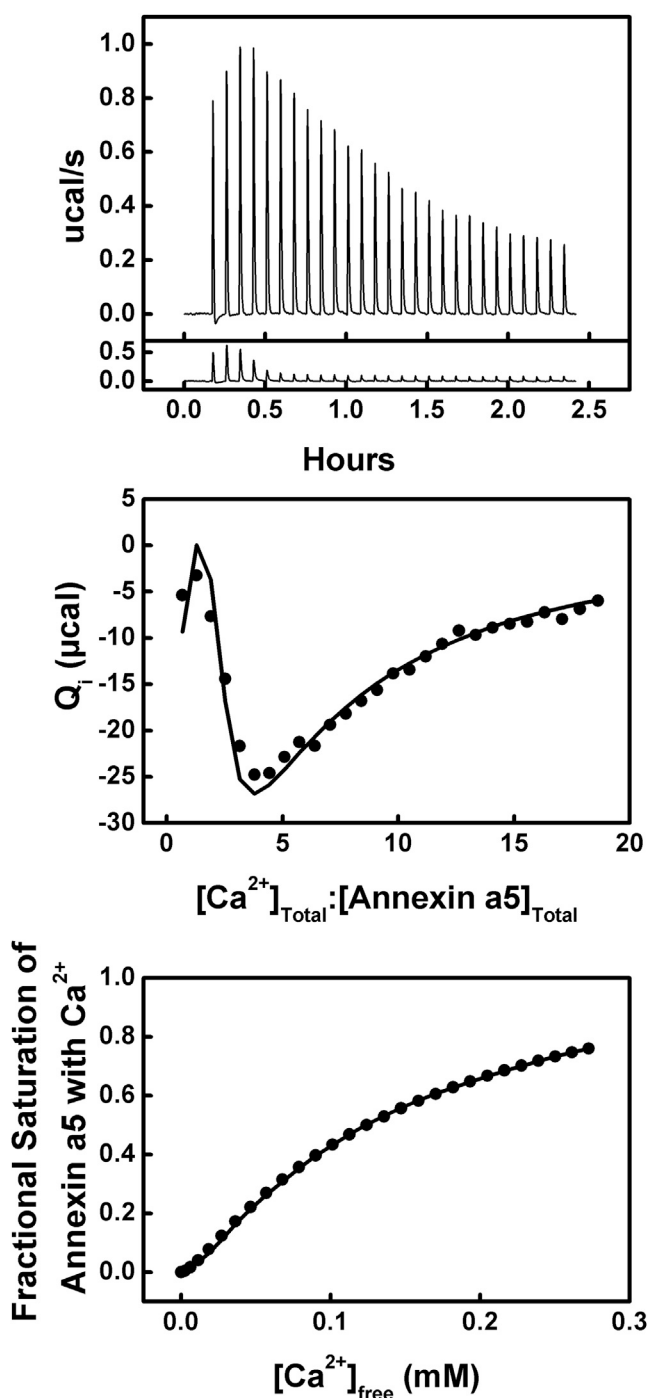 ucal/s
1.0
0.8
0.6
0.4
0.2
0.0
0.5
0.0
0.0 0.5 1.0 1.5 2.0 2.5
Hours
Qi (µcal)
5
0
-5
-10
-15
-20
-25
-30
0 5 10 15 20
[Ca2+]Total:[Annexin a5]Total
Fractional Saturation of
Annexin a5 with Ca2+
1.0
0.8
0.6
0.4
0.2
0.0
0.0 0.1 0.2 0.3
[Ca2+]free (mM)